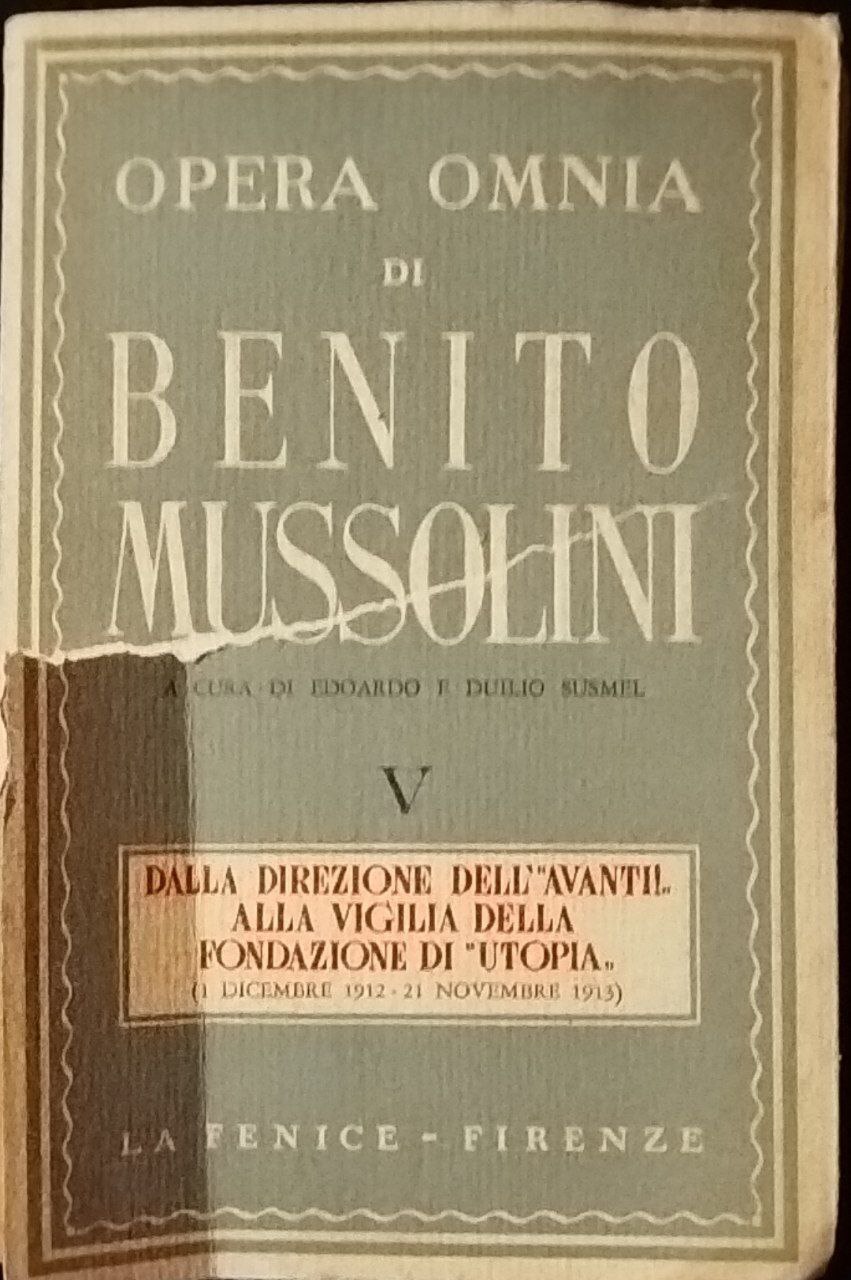 OPERA OMNIA
DI
BENITO
MUSSOLINI
A CURA DI EDOARDO E DUILIO SUSMEL
V
DALLA DIREZIONE DELL'"AVANTI!„
ALLA VIGILIA DELLA
FONDAZIONE DI "UTOPIA„
(1 DICEMBRE 1912 - 21 NOVEMBRE 1913)
LA FENICE - FIRENZE